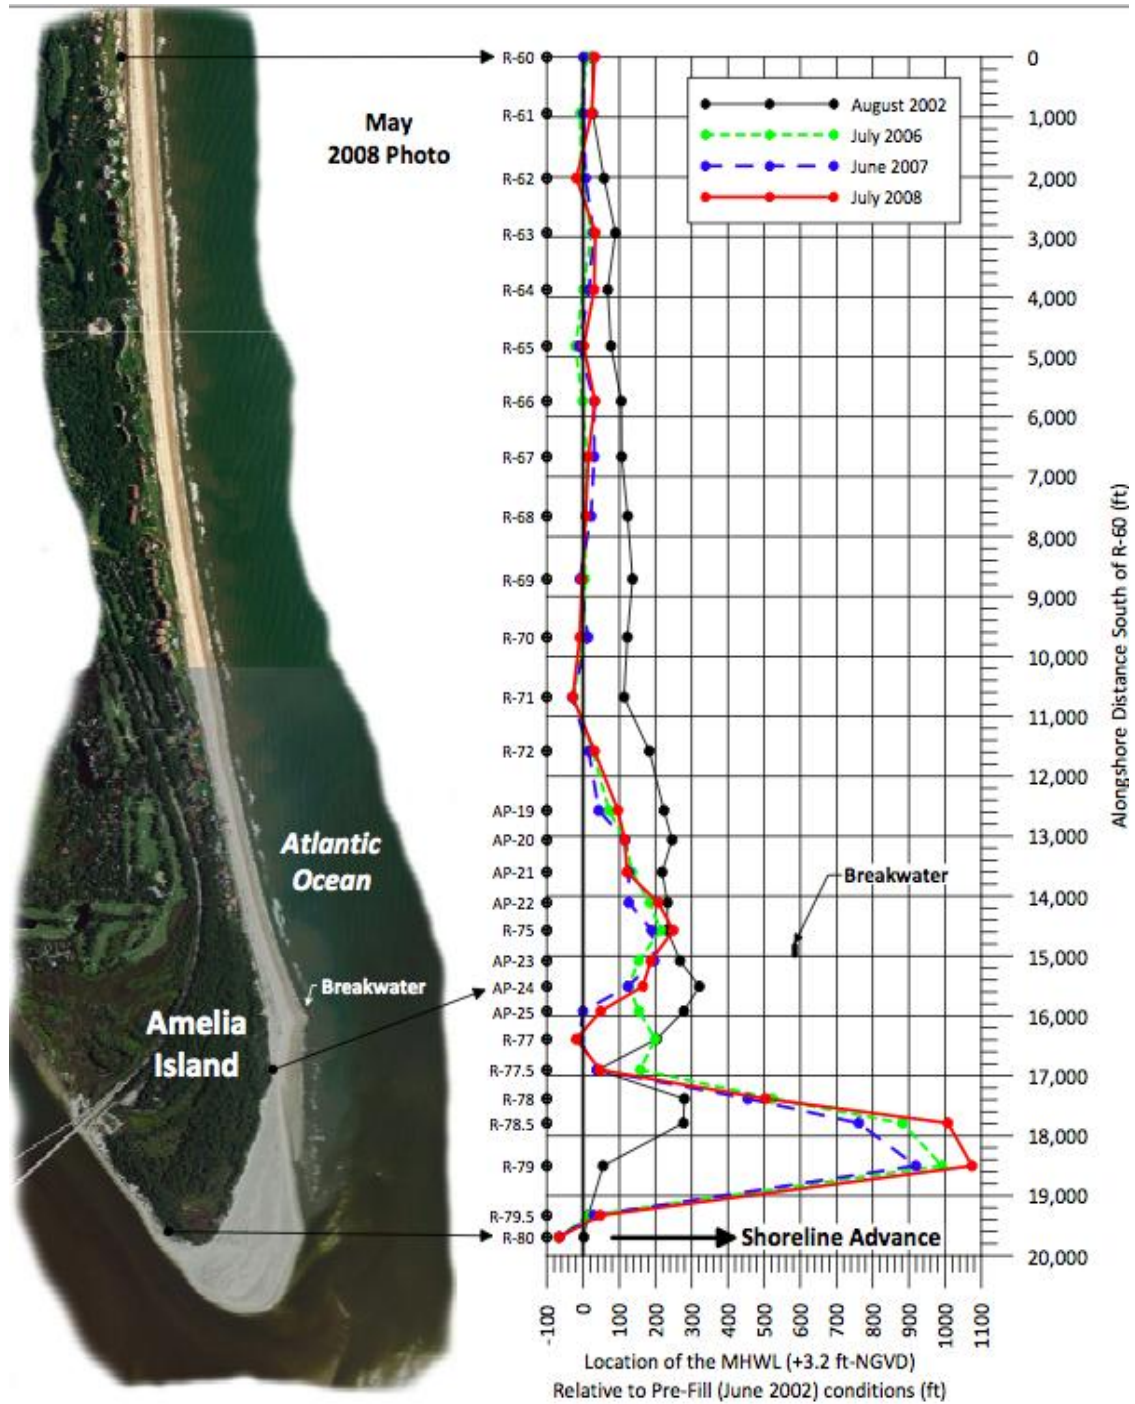 May
2008 Photo
Atlantic
Ocean
Breakwater
Amelia
Island
R-60
R-61
R-62
R-63
R-64
R-65
R-66
R-67
R-68
R-69
R-70
R-71
R-72
AP-19
AP-20
AP-21
AP-22
R-75
AP-23
AP-24
AP-25
R-77
R-77.5
R-78
R-78.5
R-79
R-79.5
R-80
August 2002
July 2006
June 2007
July 2008
Breakwater
Shoreline Advance
0
1,000
2,000
3,000
4,000
5,000
6,000
7,000
8,000
9,000
10,000
11,000
12,000
13,000
14,000
15,000
16,000
17,000
18,000
19,000
20,000
Alongshore Distance South of R-60 (ft)
-100
0
100
200
300
400
500
600
700
800
900
1000
1100
Location of the MHWL (+3.2 ft-NGVD)
Relative to Pre-Fill (June 2002) conditions (ft)